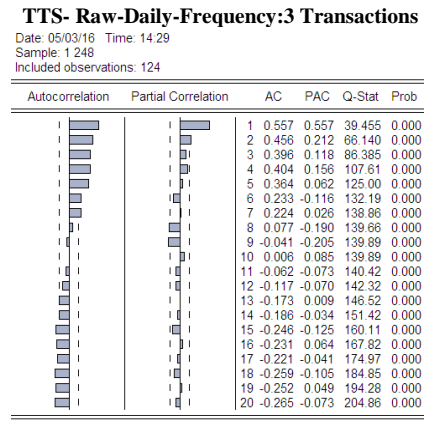 TTS- Raw-Daily-Frequency:3 Transactions
Date: 05/03/16 Time: 14:29
Sample: 1 248
Included observations: 124
Autocorrelation Partial Correlation AC PAC Q-Stat Prob
1 0.557 0.557 39.455 0.000
2 0.456 0.212 66.140 0.000
3 0.396 0.118 86.385 0.000
4 0.404 0.156 107.61 0.000
5 0.364 0.062 125.00 0.000
6 0.233 -0.116 132.19 0.000
7 0.224 0.026 138.86 0.000
8 0.077 -0.190 139.66 0.000
9 -0.041 -0.205 139.89 0.000
10 0.006 0.085 139.89 0.000
11 -0.062 -0.073 140.42 0.000
12 -0.117 -0.070 142.32 0.000
13 -0.173 0.009 146.52 0.000
14 -0.186 -0.034 151.42 0.000
15 -0.246 -0.125 160.11 0.000
16 -0.231 0.064 167.82 0.000
17 -0.221 -0.041 174.97 0.000
18 -0.259 -0.105 184.85 0.000
19 -0.252 0.049 194.28 0.000
20 -0.265 -0.073 204.86 0.000